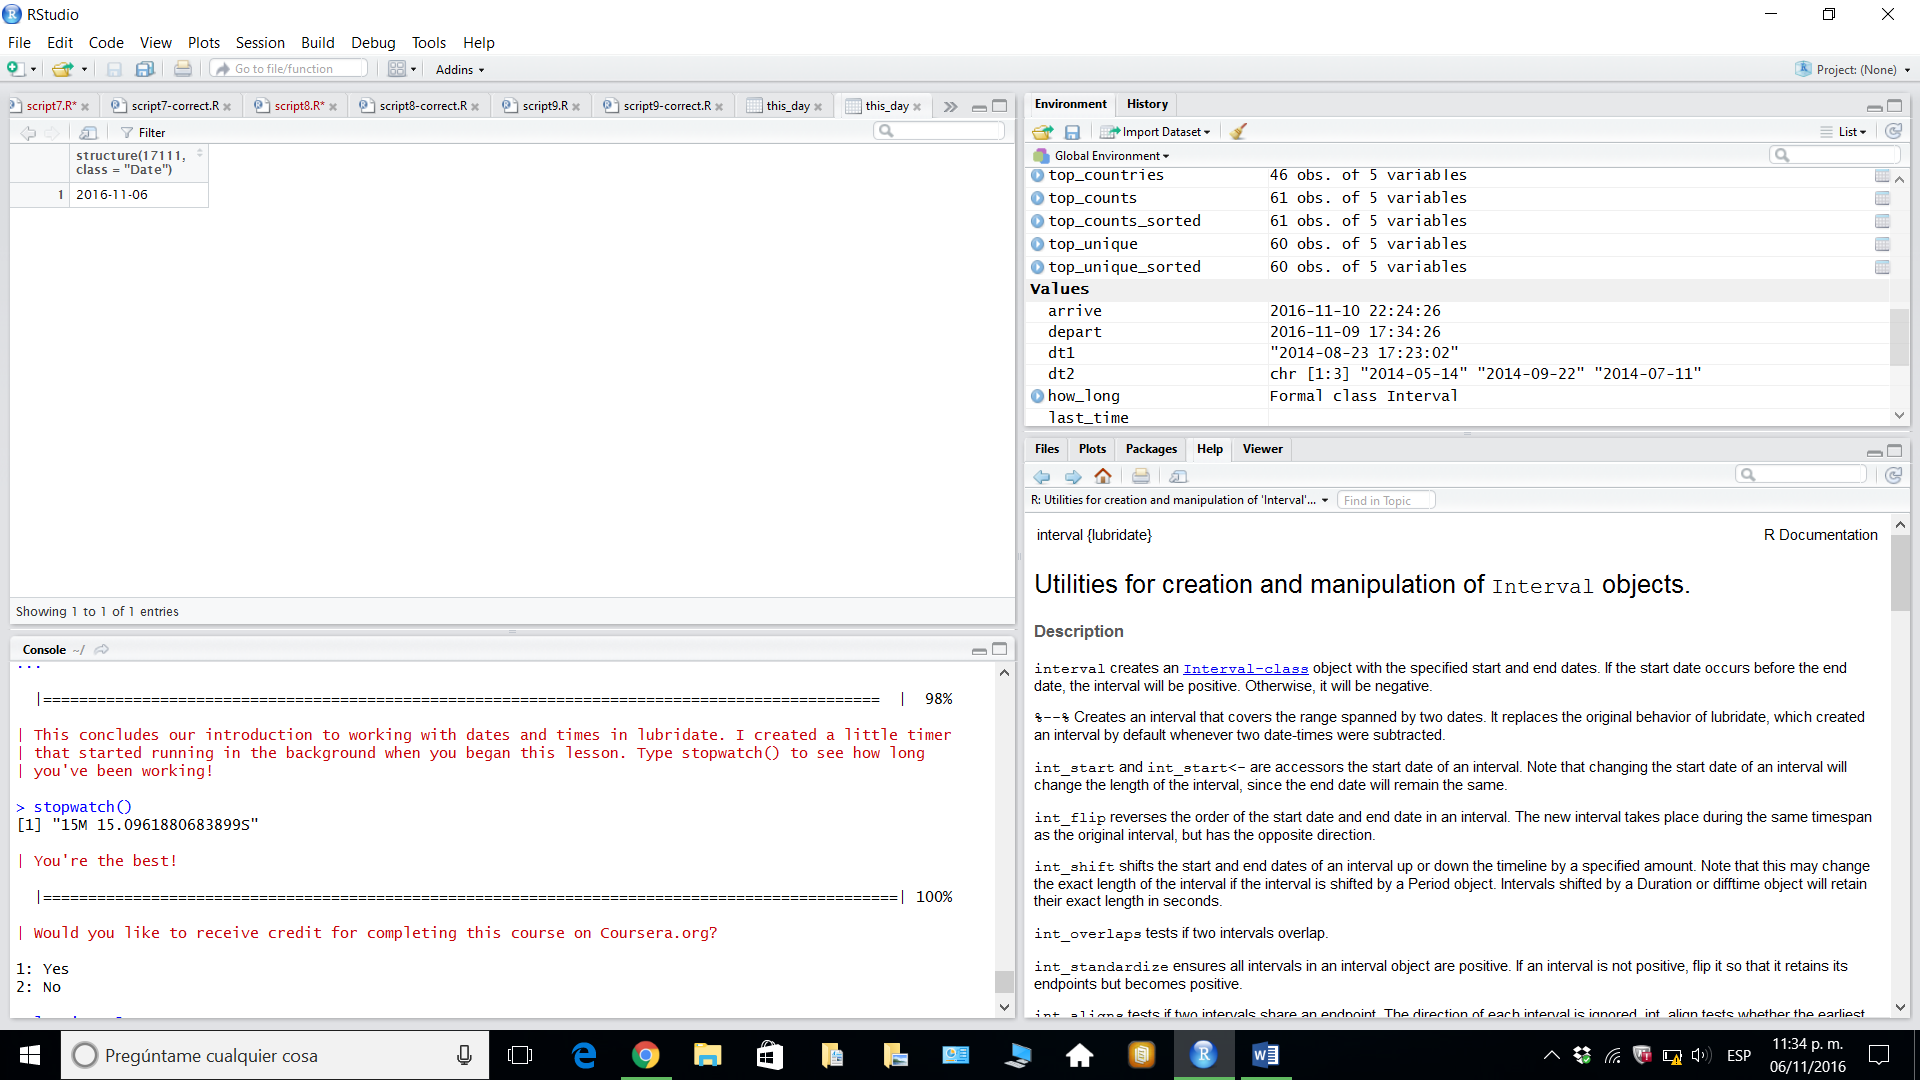 RStudio
File Edit Code View Plots Session Build Debug Tools Help
Go to file/function Addins Project: (None)
script7.R* script7-correct.R script8.R* script8-correct.R script9.R script9-correct.R this_day this_day
Filter
structure(17111,
class = "Date")
1 2016-11-06
Showing 1 to 1 of 1 entries
Console ~/
...
|============================================================================================== | 98%
| This concludes our introduction to working with dates and times in lubridate. I created a little timer
| that started running in the background when you began this lesson. Type stopwatch() to see how long
| you've been working!
> stopwatch()
[1] "15M 15.0961880683899S"
| You're the best!
|================================================================================================| 100%
| Would you like to receive credit for completing this course on Coursera.org?
1: Yes
2: No
Environment History
Import Dataset List
Global Environment
top_countries 46 obs. of 5 variables
top_counts 61 obs. of 5 variables
top_counts_sorted 61 obs. of 5 variables
top_unique 60 obs. of 5 variables
top_unique_sorted 60 obs. of 5 variables
Values
arrive 2016-11-10 22:24:26
depart 2016-11-09 17:34:26
dt1 "2014-08-23 17:23:02"
dt2 chr [1:3] "2014-05-14" "2014-09-22" "2014-07-11"
how_long Formal class Interval
last_time
Files Plots Packages Help Viewer
R: Utilities for creation and manipulation of 'Interval'... Find in Topic
interval {lubridate} R Documentation
Utilities for creation and manipulation of Interval objects.
Description
interval creates an Interval-class object with the specified start and end dates. If the start date occurs before the end
date, the interval will be positive. Otherwise, it will be negative.
%--% Creates an interval that covers the range spanned by two dates. It replaces the original behavior of lubridate, which created
an interval by default whenever two date-times were subtracted.
int_start and int_start<- are accessors the start date of an interval. Note that changing the start date of an interval will
change the length of the interval, since the end date will remain the same.
int_flip reverses the order of the start date and end date in an interval. The new interval takes place during the same timespan
as the original interval, but has the opposite direction.
int_shift shifts the start and end dates of an interval up or down the timeline by a specified amount. Note that this may change
the exact length of the interval if the interval is shifted by a Period object. Intervals shifted by a Duration or difftime object will retain
their exact length in seconds.
int_overlaps tests if two intervals overlap.
int_standardize ensures all intervals in an interval object are positive. If an interval is not positive, flip it so that it retains its
endpoints but becomes positive.
int_aligns tests if two intervals share an endpoint. The direction of each interval is ignored. int_align tests whether the earliest
Pregúntame cualquier cosa
ESP
11:34 p. m.
06/11/2016